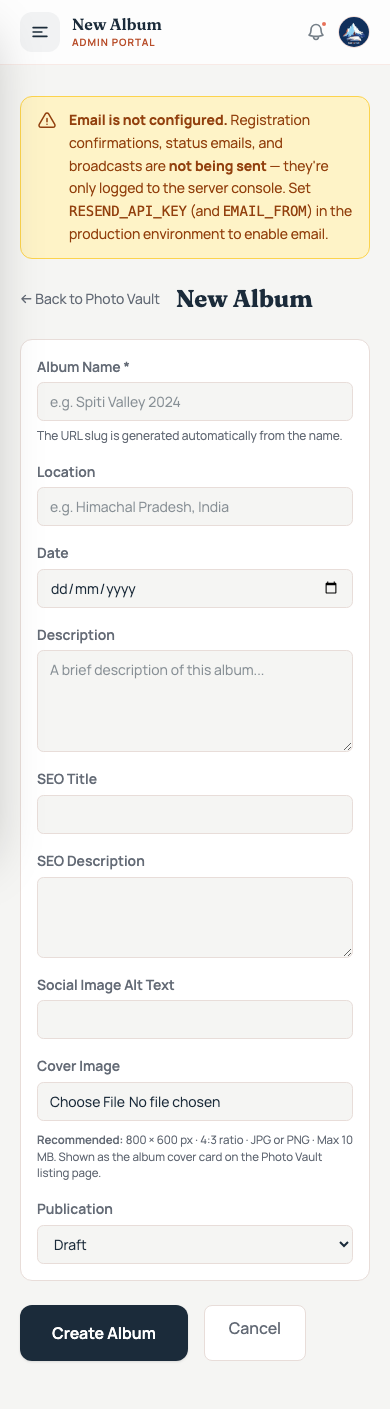 New Album
ADMIN PORTAL
Email is not configured. Registration
confirmations, status emails, and
broadcasts are not being sent — they're
only logged to the server console. Set
RESEND_API_KEY (and EMAIL_FROM) in the
production environment to enable email.
← Back to Photo Vault New Album
Album Name *
e.g. Spiti Valley 2024
The URL slug is generated automatically from the name.
Location
e.g. Himachal Pradesh, India
Date
dd/mm/yyyy
Description
A brief description of this album...
SEO Title
SEO Description
Social Image Alt Text
Cover Image
Choose File No file chosen
Recommended: 800 × 600 px · 4:3 ratio · JPG or PNG · Max 10
MB. Shown as the album cover card on the Photo Vault
listing page.
Publication
Draft
Create Album Cancel